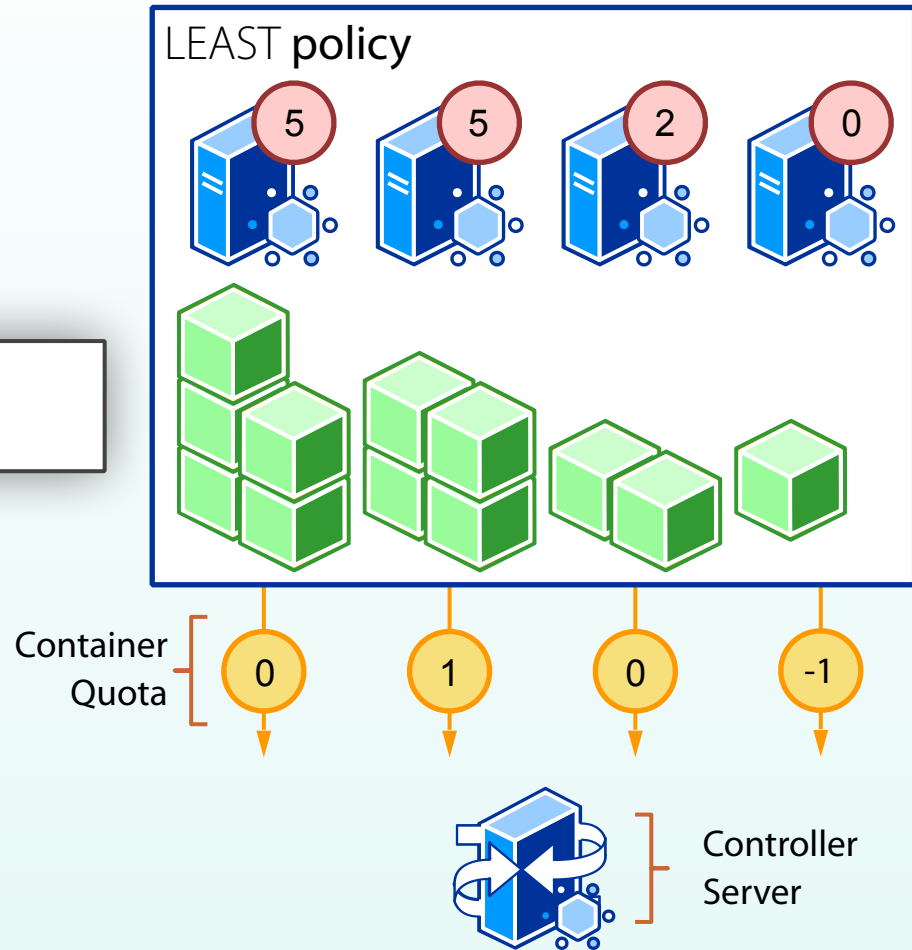 LEAST policy
5 5 2 0
Container
Quota
0 1 0 -1
Controller
Server